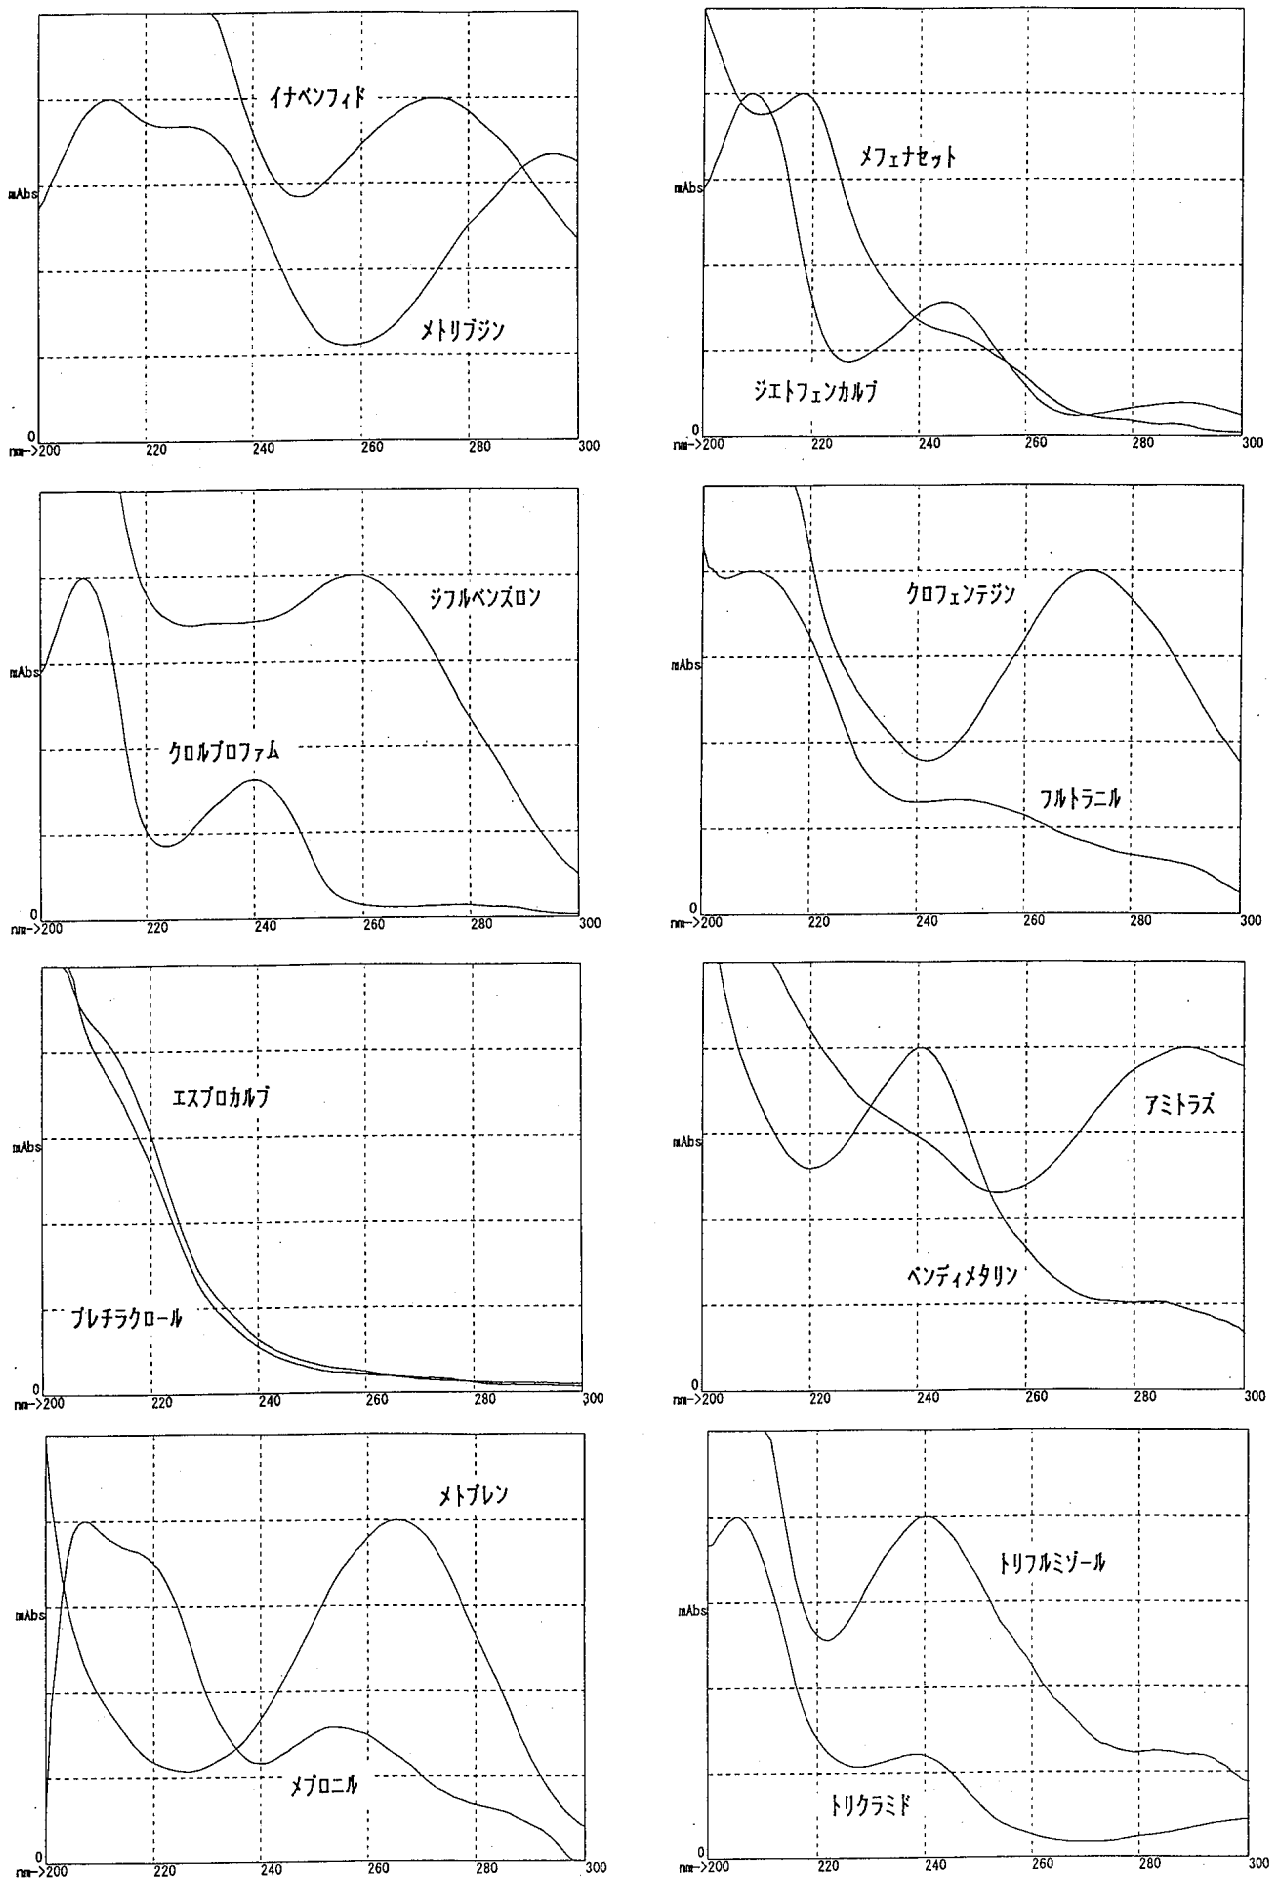 イナベンフィド
mAbs
メトリブジン
0
nm->200 220 240 260 280 300
メフェナセット
mAbs
ジエトフェンカルブ
0
nm->200 220 240 260 280 300
ジフルベンズロン
mAbs
クロルプロファム
0
nm->200 220 240 260 280 300
クロフェンテジン
mAbs
フルトラニル
0
nm->200 220 240 260 280 300
エスプロカルブ
mAbs
プレチラクロール
0
nm->200 220 240 260 280 300
アミトラズ
mAbs
ペンディメタリン
0
nm->200 220 240 260 280 300
メトプレン
mAbs
メプロニル
0
nm->200 220 240 260 280 300
トリフルミゾール
mAbs
トリクラミド
0
nm->200 220 240 260 280 300